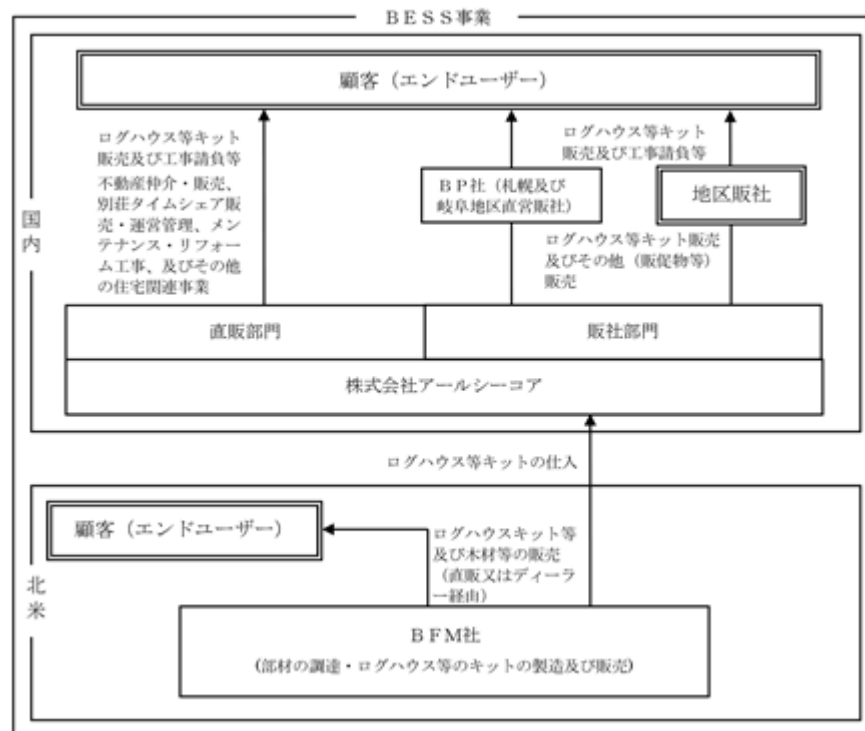 ＢＥＳＳ事業
国内
顧客（エンドユーザー）
ログハウス等キット
販売及び工事請負等
不動産仲介・販売、
別荘タイムシェア販
売・運営管理、メン
テナンス・リフォー
ム工事、及びその他
の住宅関連事業
ログハウス等キット
販売及び工事請負等
ＢＰ社（札幌及び
岐阜地区直営販社）
地区販社
ログハウス等キット販売
及びその他（販促物等）
販売
直販部門
販社部門
株式会社アールシーコア
ログハウス等キットの仕入
北米
顧客（エンドユーザー）
ログハウスキット等
及び木材等の販売
（直販又はディーラ
ー経由）
ＢＦＭ社
(部材の調達・ログハウス等のキットの製造及び販売)